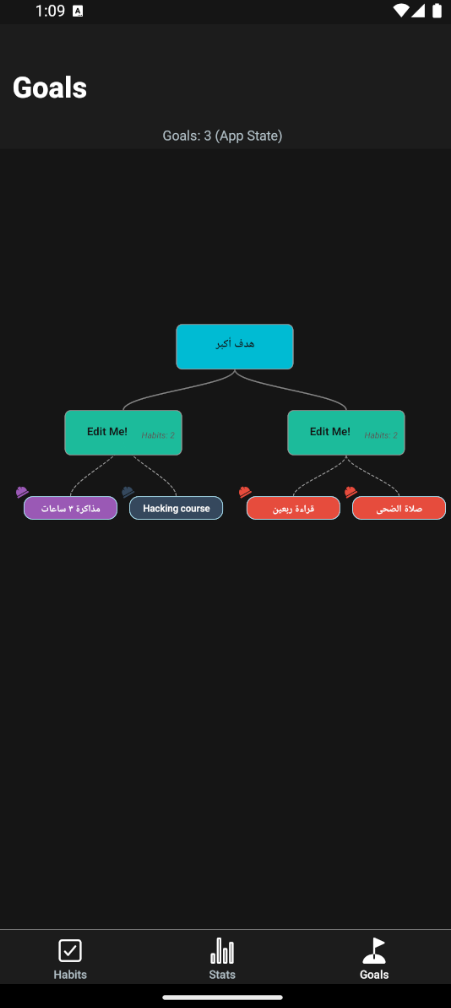 1:09 A
Goals
Goals: 3 (App State)
هدف أكبر
Edit Me!
Habits: 2
Edit Me!
Habits: 2
مذاكرة ٣ ساعات
Hacking course
قراءة ربعين
صلاة الضحى
Habits
Stats
Goals